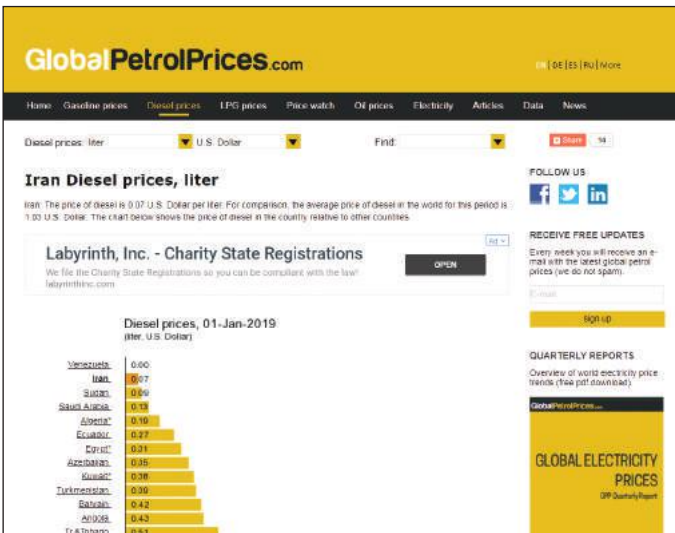 GlobalPetrolPrices.com
EN | DE | ES | RU | More
Home Gasoline prices Diesel prices LPG prices Price watch Oil prices Electricity Articles Data News
Diesel prices: liter U.S. Dollar Find:
Share 14
Iran Diesel prices, liter
Iran: The price of diesel is 0.07 U.S. Dollar per liter. For comparison, the average price of diesel in the world for this period is
1.03 U.S. Dollar. The chart below shows the price of diesel in the country relative to other countries.
Ad
Labyrinth, Inc. - Charity State Registrations
We file the Charity State Registrations so you can be compliant with the law!
labyrinthinc.com
OPEN
Diesel prices, 01-Jan-2019
(liter, U.S. Dollar)
Venezuela 0.00
Iran 0.07
Sudan 0.09
Saudi Arabia 0.13
Algeria* 0.19
Ecuador 0.27
Egypt* 0.31
Azerbaijan 0.35
Kuwait* 0.38
Turkmenistan 0.39
Bahrain 0.42
Angola 0.43
Tr.&Tobago
FOLLOW US
RECEIVE FREE UPDATES
Every week you will receive an e-
mail with the latest global petrol
prices (we do not spam).
E-mail
sign up
QUARTERLY REPORTS
Overview of world electricity price
trends (free pdf download).
GlobalPetrolPrices.com
GLOBAL ELECTRICITY
PRICES
GPP Quarterly Report